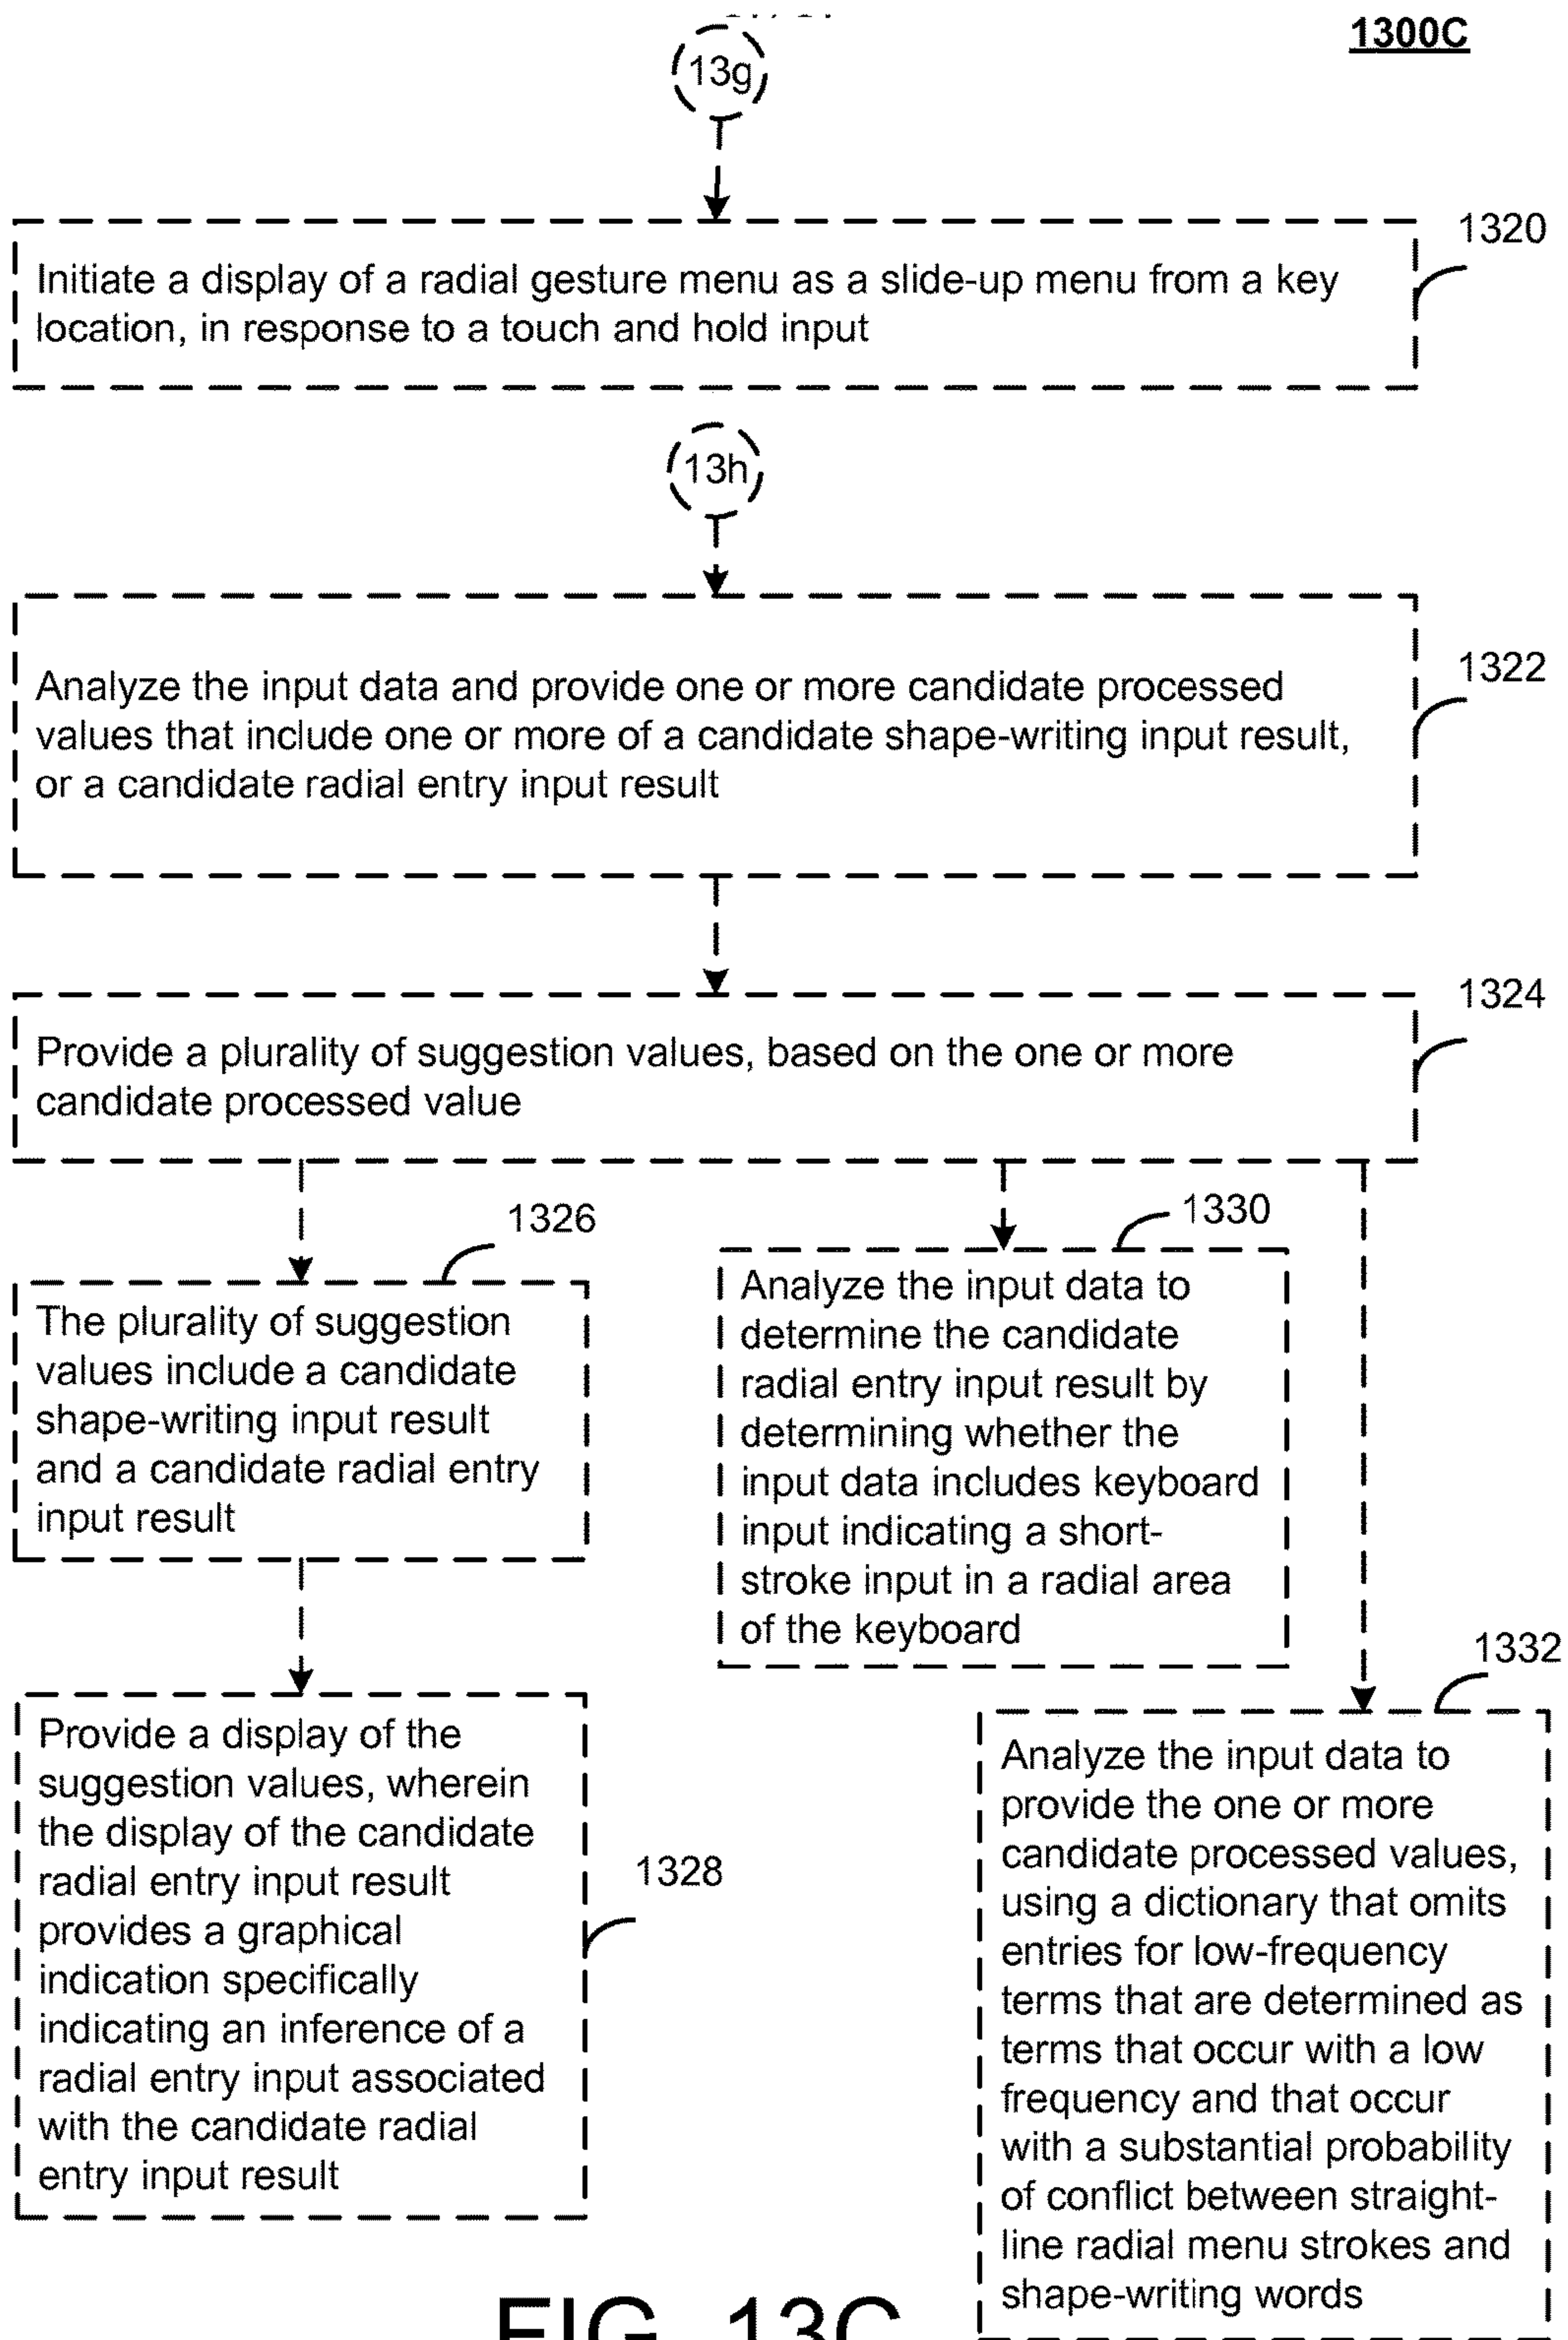 1300C
13g
1320
Initiate a display of a radial gesture menu as a slide-up menu from a key
location, in response to a touch and hold input
13h
1322
Analyze the input data and provide one or more candidate processed
values that include one or more of a candidate shape-writing input result,
or a candidate radial entry input result
1324
Provide a plurality of suggestion values, based on the one or more
candidate processed value
1326
The plurality of suggestion
values include a candidate
shape-writing input result
and a candidate radial entry
input result
1330
Analyze the input data to
determine the candidate
radial entry input result by
determining whether the
input data includes keyboard
input indicating a short-
stroke input in a radial area
of the keyboard
1328
Provide a display of the
suggestion values, wherein
the display of the candidate
radial entry input result
provides a graphical
indication specifically
indicating an inference of a
radial entry input associated
with the candidate radial
entry input result
1332
Analyze the input data to
provide the one or more
candidate processed values,
using a dictionary that omits
entries for low-frequency
terms that are determined as
terms that occur with a low
frequency and that occur
with a substantial probability
of conflict between straight-
line radial menu strokes and
shape-writing words
FIG. 13C